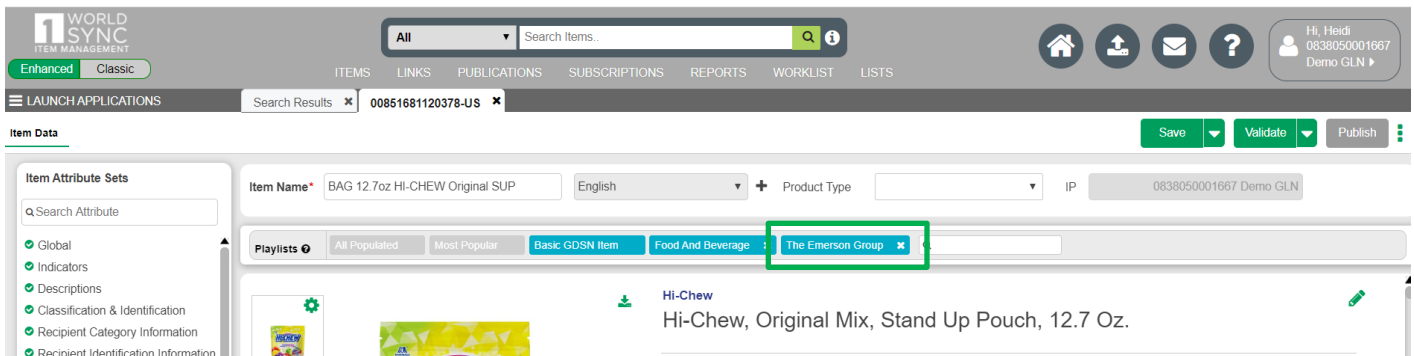 1 WORLD
SYNC
ITEM MANAGEMENT
Enhanced Classic
All Search Items..
Hi, Heidi
0838050001667
Demo GLN
ITEMS LINKS PUBLICATIONS SUBSCRIPTIONS REPORTS WORKLIST LISTS
LAUNCH APPLICATIONS Search Results 00851681120378-US
Item Data Save Validate Publish
Item Attribute Sets
Item Name* BAG 12.7oz HI-CHEW Original SUP English Product Type IP 0838050001667 Demo GLN
Search Attribute
Playlists All Populated Most Popular Basic GDSN Item Food And Beverage The Emerson Group
Global
Indicators
Descriptions
Classification & Identification
Recipient Category Information
Recipient Identification Information
Hi-Chew
Hi-Chew, Original Mix, Stand Up Pouch, 12.7 Oz.
HI-CHEW